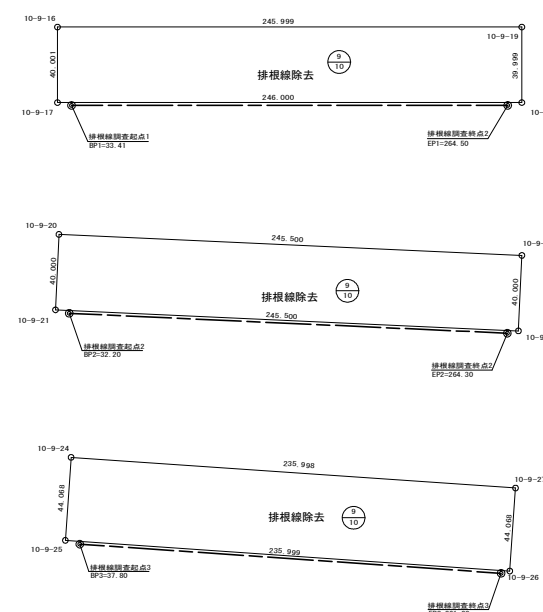 10-9-16
245.999
10-9-19
40.001
39.999
9
10
排根線除去
246.000
10-9-17
排根線調査起点1
BP1=33.41
排根線調査終点2
EP1=264.50
10-9-20
245.500
40.000
40.000
9
10
排根線除去
245.500
10-9-21
排根線調査起点2
BP2=32.20
排根線調査終点2
EP2=264.30
10-9-24
235.998
44.068
44.068
9
10
排根線除去
235.999
10-9-25
10-9-26
排根線調査起点3
BP3=37.80
排根線調査終点3